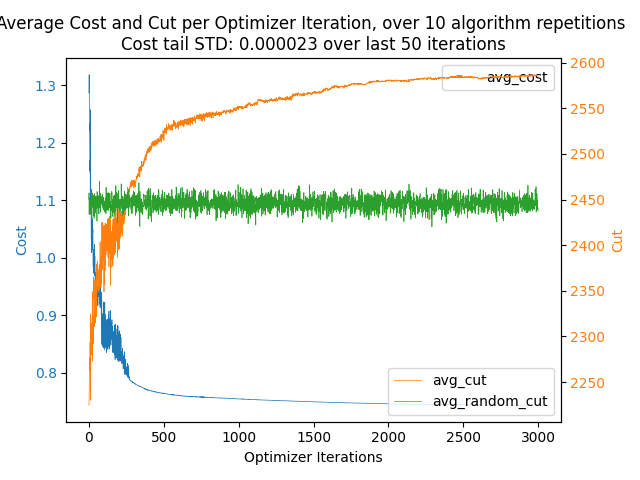 Average Cost and Cut per Optimizer Iteration, over 10 algorithm repetitions
Cost tail STD: 0.000023 over last 50 iterations
1.3
1.2
1.1
1.0
0.9
0.8
Cost
2600
2550
2500
2450
2400
2350
2300
2250
Cut
avg_cost
avg_cut
avg_random_cut
0
500
1000
1500
2000
2500
3000
Optimizer Iterations